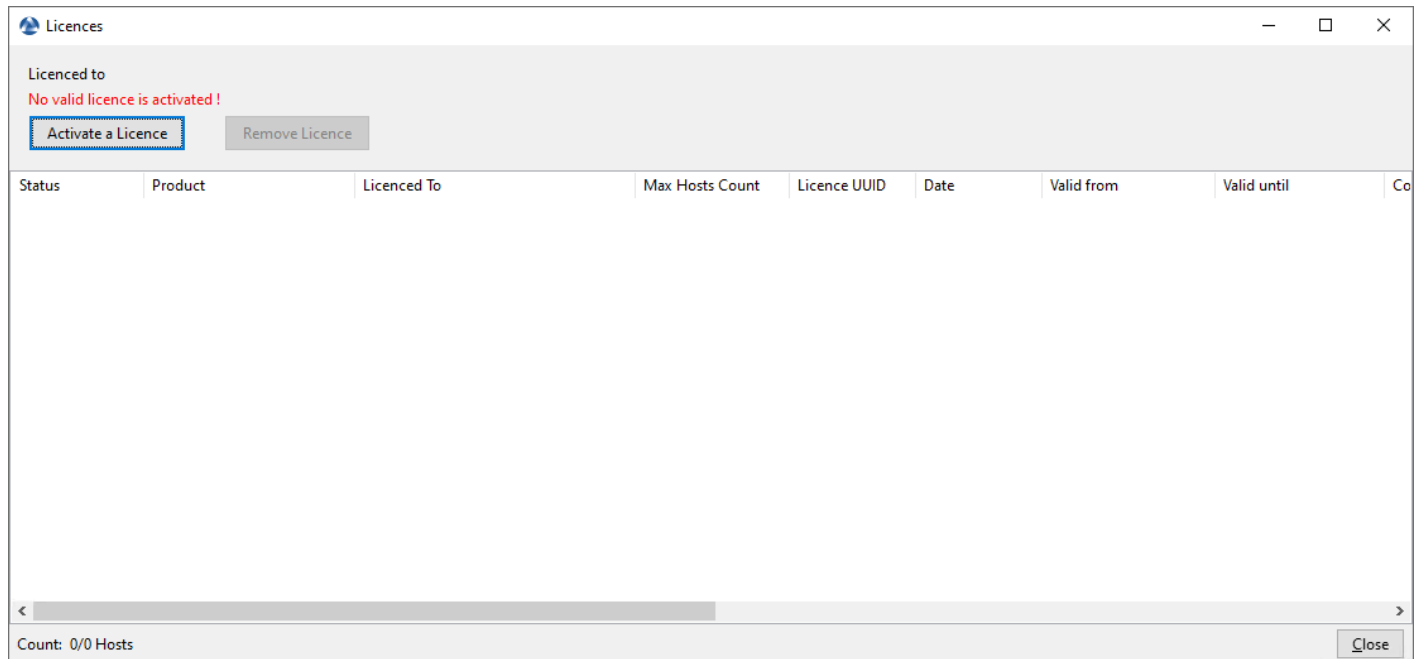 Licences
Licenced to
No valid licence is activated !
Activate a Licence Remove Licence
Status Product Licenced To Max Hosts Count Licence UUID Date Valid from Valid until Co
Count: 0/0 Hosts Close